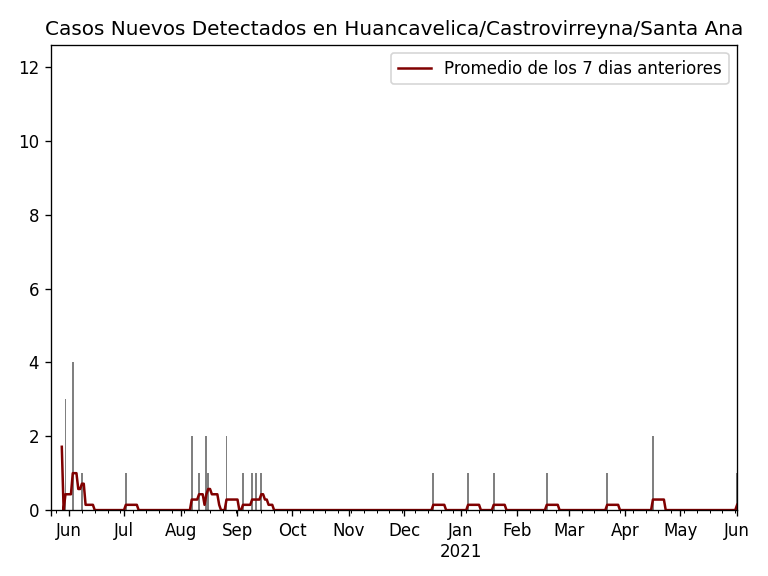 Casos Nuevos Detectados en Huancavelica/Castrovirreyna/Santa Ana
Promedio de los 7 dias anteriores
12
10
8
6
4
2
0
Jun Jul Aug Sep Oct Nov Dec Jan Feb Mar Apr May Jun
2021